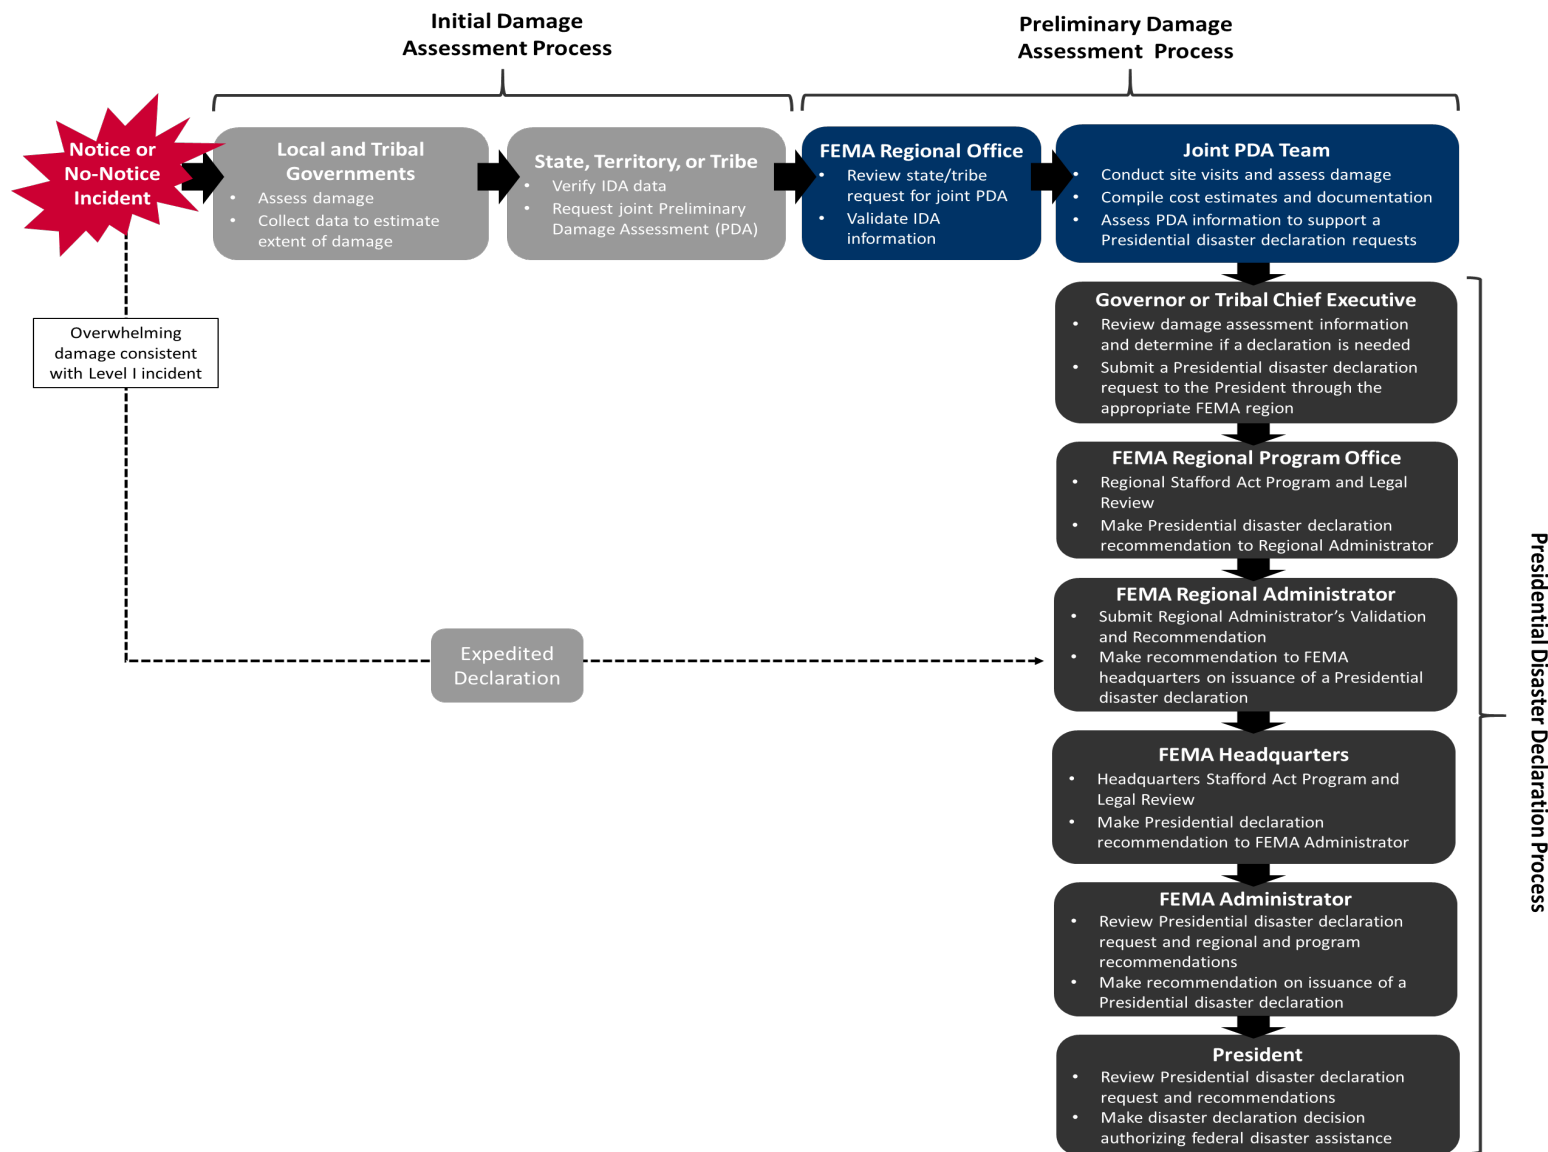 Initial Damage
Assessment Process
Preliminary Damage
Assessment Process
Notice or
No-Notice
Incident
Local and Tribal
Governments
• Assess damage
• Collect data to estimate
extent of damage
State, Territory, or Tribe
• Verify IDA data
• Request joint Preliminary
Damage Assessment (PDA)
FEMA Regional Office
• Review state/tribe
request for joint PDA
• Validate IDA
information
Joint PDA Team
• Conduct site visits and assess damage
• Compile cost estimates and documentation
• Assess PDA information to support a
Presidential disaster declaration requests
Overwhelming
damage consistent
with Level I incident
Expedited
Declaration
Governor or Tribal Chief Executive
• Review damage assessment information
and determine if a declaration is needed
• Submit a Presidential disaster declaration
request to the President through the
appropriate FEMA region
FEMA Regional Program Office
• Regional Stafford Act Program and Legal
Review
• Make Presidential disaster declaration
recommendation to Regional Administrator
FEMA Regional Administrator
• Submit Regional Administrator’s Validation
and Recommendation
• Make recommendation to FEMA
headquarters on issuance of a Presidential
disaster declaration
FEMA Headquarters
• Headquarters Stafford Act Program and
Legal Review
• Make Presidential declaration
recommendation to FEMA Administrator
FEMA Administrator
• Review Presidential disaster declaration
request and regional and program
recommendations
• Make recommendation on issuance of a
Presidential disaster declaration
President
• Review Presidential disaster declaration
request and recommendations
• Make disaster declaration decision
authorizing federal disaster assistance
Presidential Disaster Declaration Process